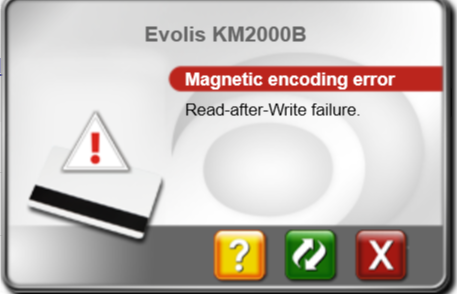 Evolis KM2000B
Magnetic encoding error
Read-after-Write failure.
!
? X